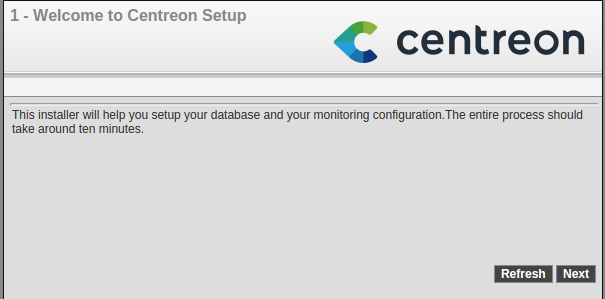 1 - Welcome to Centreon Setup
centreon
This installer will help you setup your database and your monitoring configuration.The entire process should
take around ten minutes.
Refresh Next